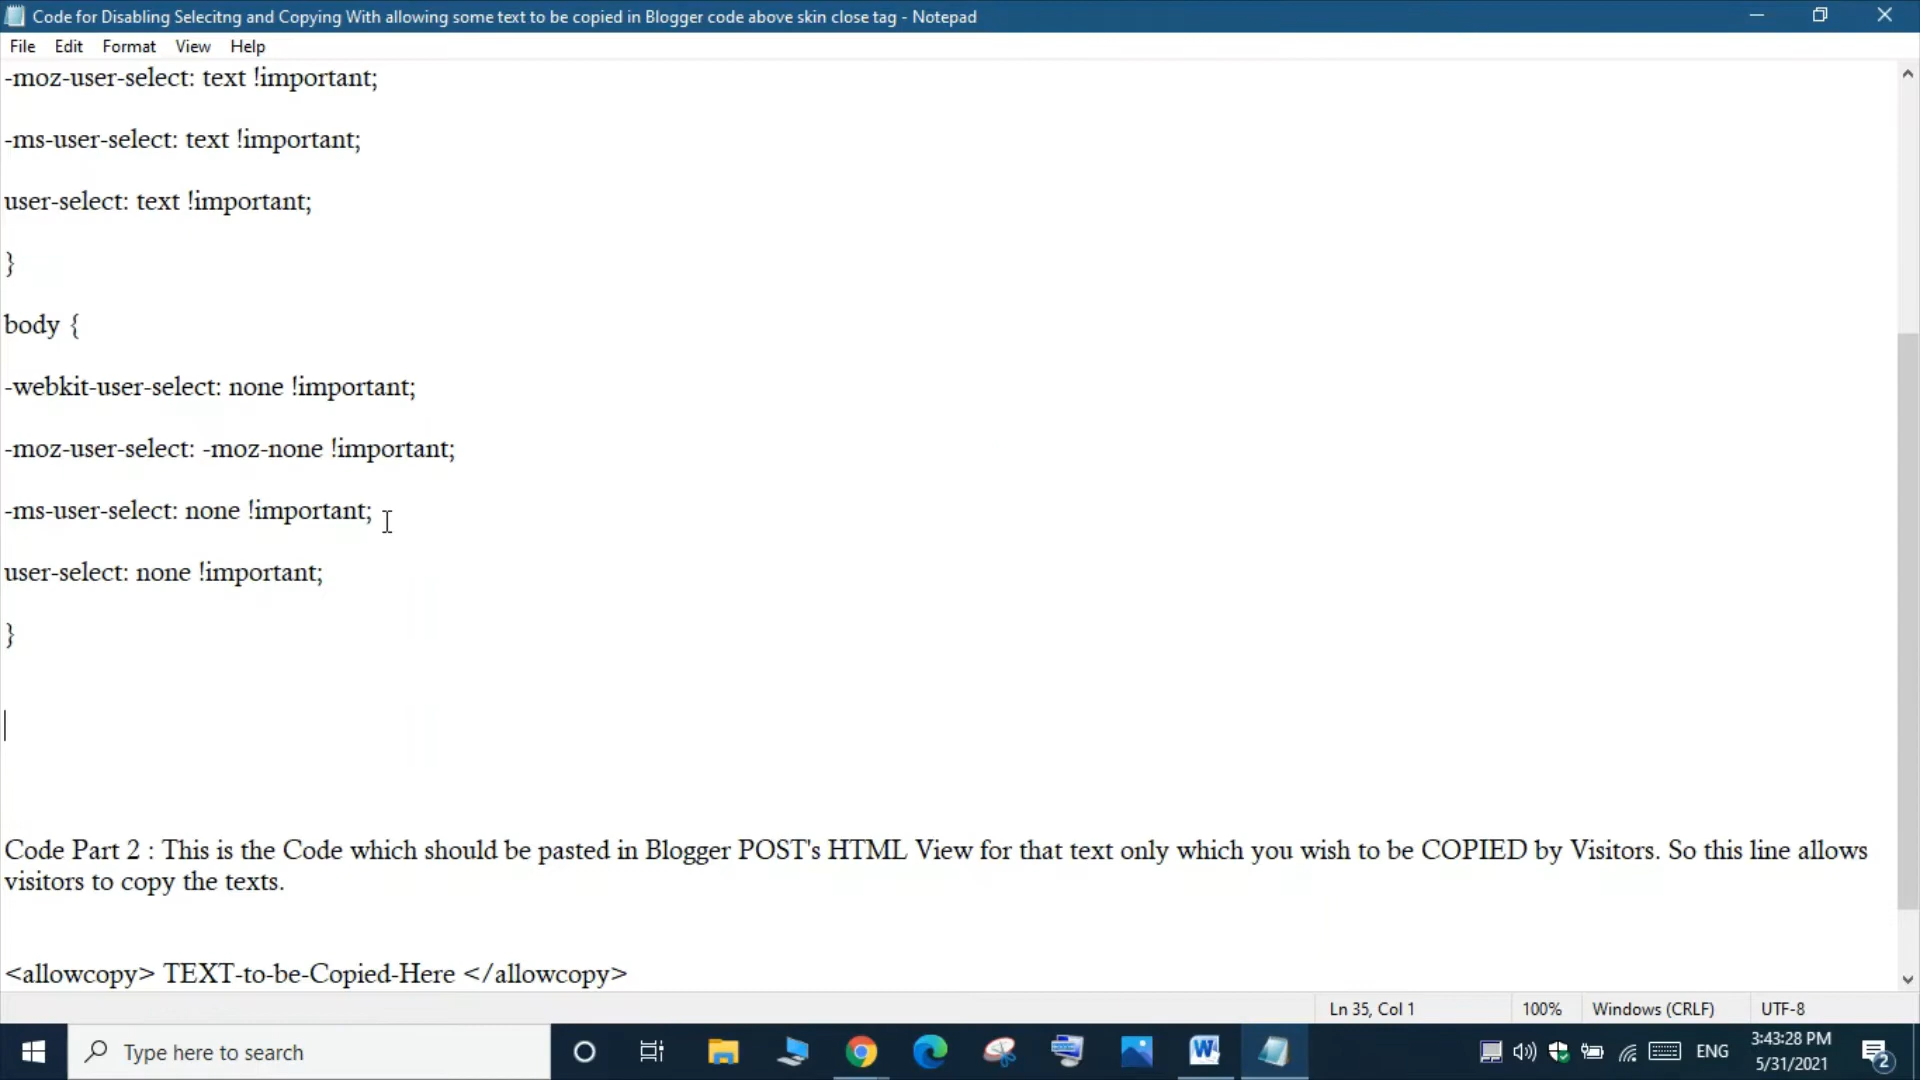 Code for Disabling Selecitng and Copying With allowing some text to be copied in Blogger code above skin close tag - Notepad
File Edit Format View Help
-moz-user-select: text !important;
-ms-user-select: text !important;
user-select: text !important;
}
body {
-webkit-user-select: none !important;
-moz-user-select: -moz-none !important;
-ms-user-select: none !important;
user-select: none !important;
}
Code Part 2 : This is the Code which should be pasted in Blogger POST's HTML View for that text only which you wish to be COPIED by Visitors. So this line allows
visitors to copy the texts.
<allowcopy> TEXT-to-be-Copied-Here </allowcopy>
Ln 35, Col 1 100% Windows (CRLF) UTF-8
Type here to search
ENG
3:43:28 PM
5/31/2021
2